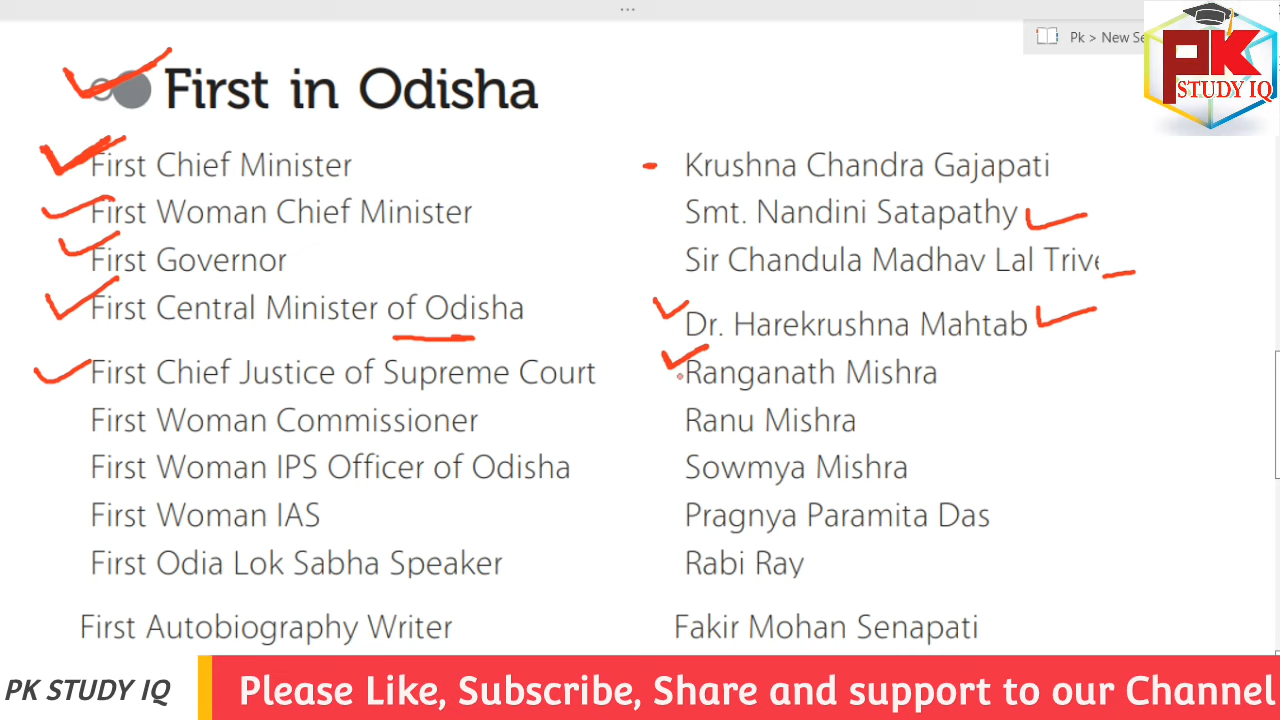 Pk > New Se
PK
STUDY IQ
First in Odisha
First Chief Minister Krushna Chandra Gajapati
First Woman Chief Minister Smt. Nandini Satapathy
First Governor Sir Chandula Madhav Lal Trive
First Central Minister of Odisha Dr. Harekrushna Mahtab
First Chief Justice of Supreme Court Ranganath Mishra
First Woman Commissioner Ranu Mishra
First Woman IPS Officer of Odisha Sowmya Mishra
First Woman IAS Pragnya Paramita Das
First Odia Lok Sabha Speaker Rabi Ray
First Autobiography Writer Fakir Mohan Senapati
PK STUDY IQ Please Like, Subscribe, Share and support to our Channel